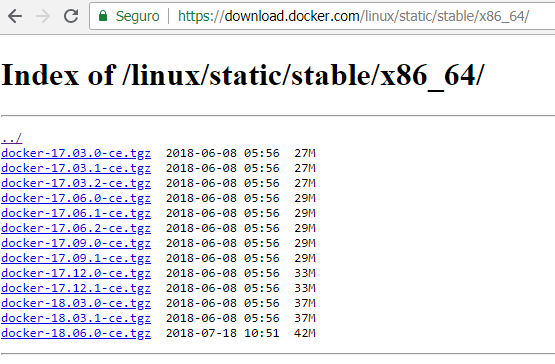 Seguro https://download.docker.com/linux/static/stable/x86_64/
Index of /linux/static/stable/x86_64/
../
docker-17.03.0-ce.tgz 2018-06-08 05:56 27M
docker-17.03.1-ce.tgz 2018-06-08 05:56 27M
docker-17.03.2-ce.tgz 2018-06-08 05:56 27M
docker-17.06.0-ce.tgz 2018-06-08 05:56 29M
docker-17.06.1-ce.tgz 2018-06-08 05:56 29M
docker-17.06.2-ce.tgz 2018-06-08 05:56 29M
docker-17.09.0-ce.tgz 2018-06-08 05:56 29M
docker-17.09.1-ce.tgz 2018-06-08 05:56 29M
docker-17.12.0-ce.tgz 2018-06-08 05:56 33M
docker-17.12.1-ce.tgz 2018-06-08 05:56 33M
docker-18.03.0-ce.tgz 2018-06-08 05:56 37M
docker-18.03.1-ce.tgz 2018-06-08 05:56 37M
docker-18.06.0-ce.tgz 2018-07-18 10:51 42M